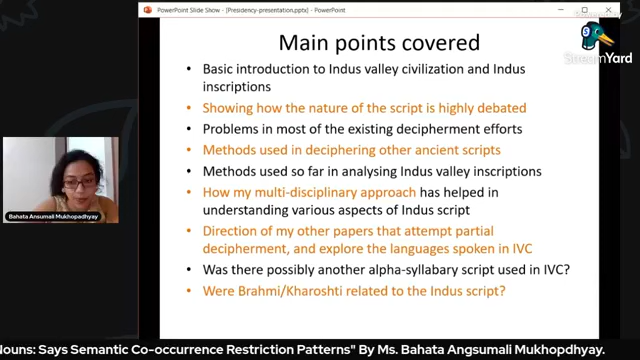 PowerPoint Slide Show - [Presidency-presentation.pptx] - PowerPoint
StreamYard
Main points covered
• Basic introduction to Indus valley civilization and Indus
inscriptions
• Showing how the nature of the script is highly debated
• Problems in most of the existing decipherment efforts
• Methods used in deciphering other ancient scripts
• Methods used so far in analysing Indus valley inscriptions
• How my multi-disciplinary approach has helped in
understanding various aspects of Indus script
• Direction of my other papers that attempt partial
decipherment, and explore the languages spoken in IVC
• Was there possibly another alpha-syllabary script used in IVC?
• Were Brahmi/Kharoshti related to the Indus script?
Bahata Ansumali Mukhopadhyay
Nouns: Says Semantic Co-occurrence Restriction Patterns" By Ms. Bahata Angsumali Mukhopdhyay.